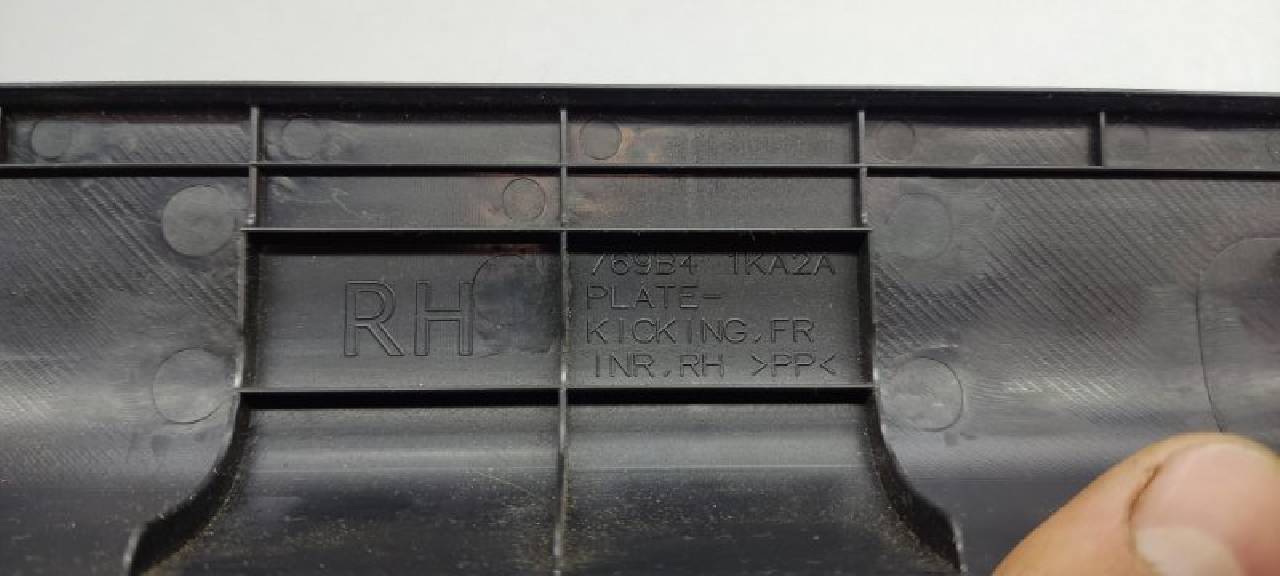 RH
769B4 1KA2A
PLATE-
KICKING,FR
INR,RH >PP<